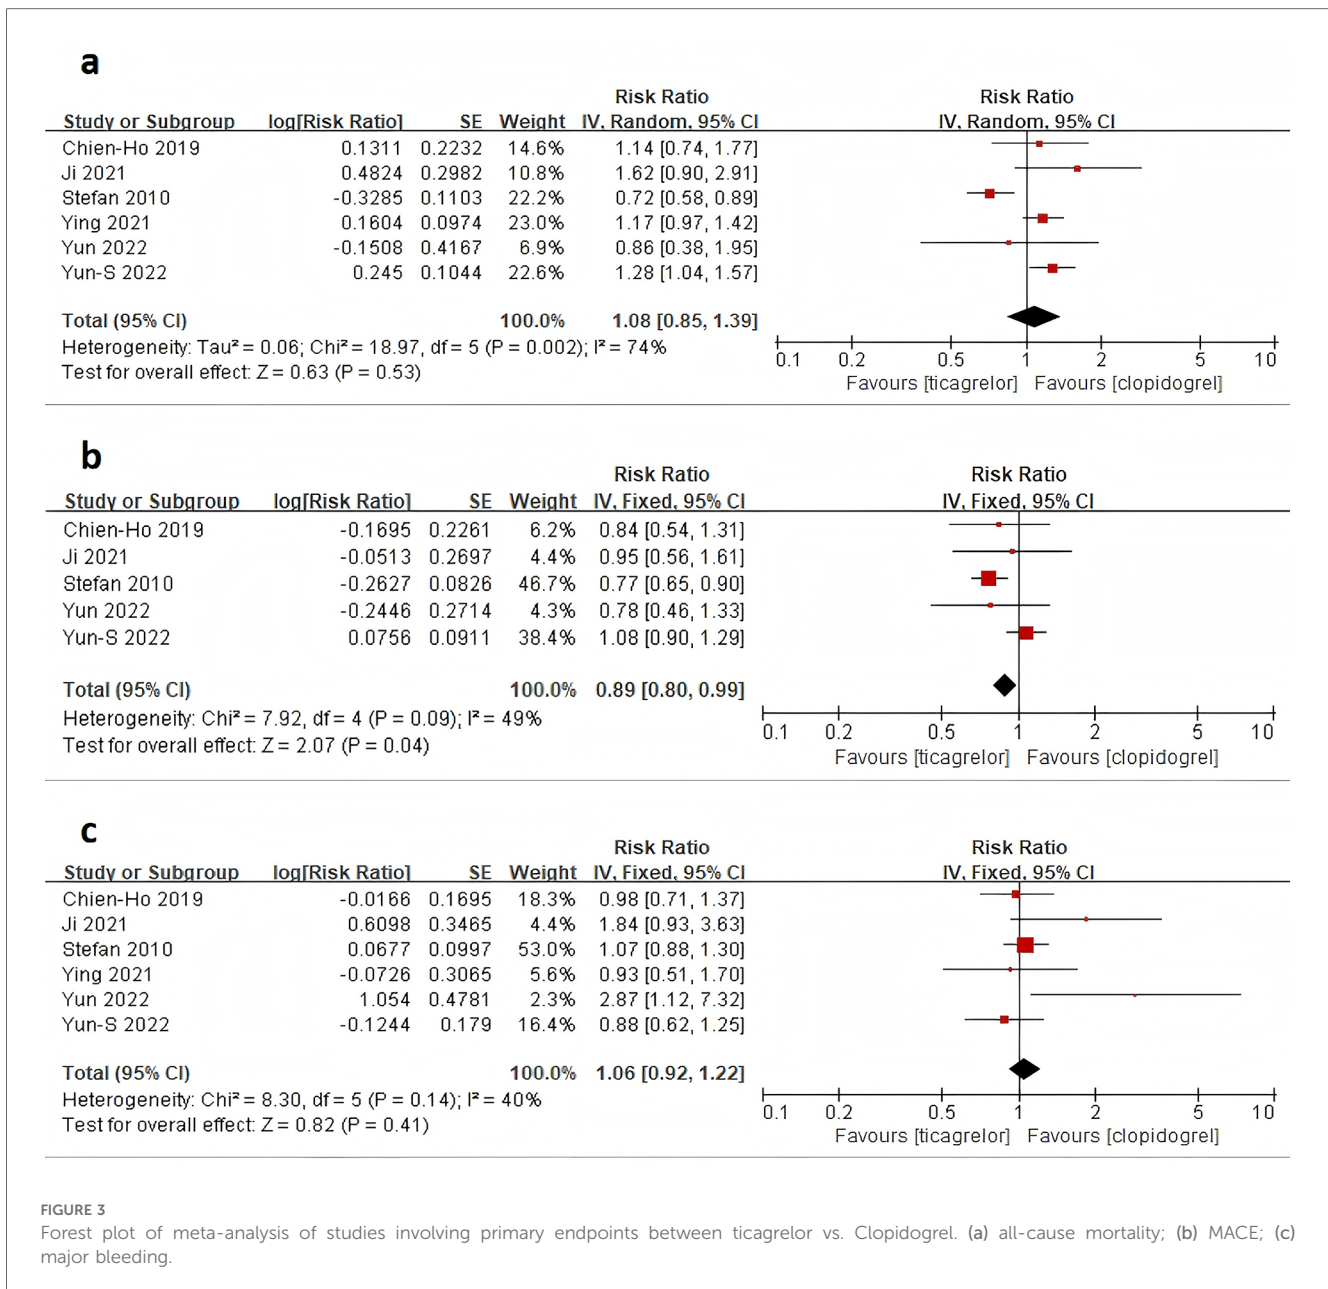 a
Risk Ratio Risk Ratio
Study or Subgroup log[Risk Ratio] SE Weight IV, Random, 95% CI IV, Random, 95% CI
Chien-Ho 2019 0.1311 0.2232 14.6% 1.14 [0.74, 1.77]
Ji 2021 0.4824 0.2982 10.8% 1.62 [0.90, 2.91]
Stefan 2010 -0.3285 0.1103 22.2% 0.72 [0.58, 0.89]
Ying 2021 0.1604 0.0974 23.0% 1.17 [0.97, 1.42]
Yun 2022 -0.1508 0.4167 6.9% 0.86 [0.38, 1.95]
Yun-S 2022 0.245 0.1044 22.6% 1.28 [1.04, 1.57]
Total (95% CI) 100.0% 1.08 [0.85, 1.39]
Heterogeneity: Tau² = 0.06; Chi² = 18.97, df = 5 (P = 0.002); I² = 74%
Test for overall effect: Z = 0.63 (P = 0.53)
0.1 0.2 0.5 1 2 5 10
Favours [ticagrelor] Favours [clopidogrel]
b
Risk Ratio Risk Ratio
Study or Subgroup log[Risk Ratio] SE Weight IV, Fixed, 95% CI IV, Fixed, 95% CI
Chien-Ho 2019 -0.1695 0.2261 6.2% 0.84 [0.54, 1.31]
Ji 2021 -0.0513 0.2697 4.4% 0.95 [0.56, 1.61]
Stefan 2010 -0.2627 0.0826 46.7% 0.77 [0.65, 0.90]
Yun 2022 -0.2446 0.2714 4.3% 0.78 [0.46, 1.33]
Yun-S 2022 0.0756 0.0911 38.4% 1.08 [0.90, 1.29]
Total (95% CI) 100.0% 0.89 [0.80, 0.99]
Heterogeneity: Chi² = 7.92, df = 4 (P = 0.09); I² = 49%
Test for overall effect: Z = 2.07 (P = 0.04)
0.1 0.2 0.5 1 2 5 10
Favours [ticagrelor] Favours [clopidogrel]
c
Risk Ratio Risk Ratio
Study or Subgroup log[Risk Ratio] SE Weight IV, Fixed, 95% CI IV, Fixed, 95% CI
Chien-Ho 2019 -0.0166 0.1695 18.3% 0.98 [0.71, 1.37]
Ji 2021 0.6098 0.3465 4.4% 1.84 [0.93, 3.63]
Stefan 2010 0.0677 0.0997 53.0% 1.07 [0.88, 1.30]
Ying 2021 -0.0726 0.3065 5.6% 0.93 [0.51, 1.70]
Yun 2022 1.054 0.4781 2.3% 2.87 [1.12, 7.32]
Yun-S 2022 -0.1244 0.179 16.4% 0.88 [0.62, 1.25]
Total (95% CI) 100.0% 1.06 [0.92, 1.22]
Heterogeneity: Chi² = 8.30, df = 5 (P = 0.14); I² = 40%
Test for overall effect: Z = 0.82 (P = 0.41)
0.1 0.2 0.5 1 2 5 10
Favours [ticagrelor] Favours [clopidogrel]
FIGURE 3
Forest plot of meta-analysis of studies involving primary endpoints between ticagrelor vs. Clopidogrel. (a) all-cause mortality; (b) MACE; (c)
major bleeding.